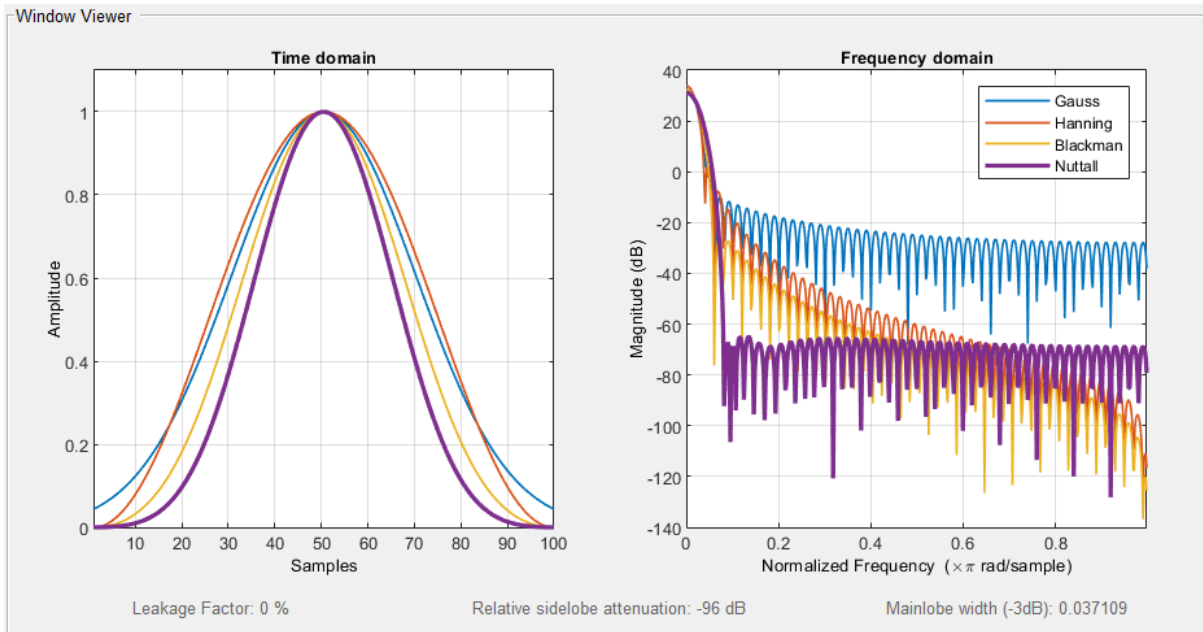 Window Viewer
Time domain
Amplitude
1
0.8
0.6
0.4
0.2
0
10 20 30 40 50 60 70 80 90 100
Samples
Frequency domain
Magnitude (dB)
40
20
0
-20
-40
-60
-80
-100
-120
-140
Gauss
Hanning
Blackman
Nuttall
0 0.2 0.4 0.6 0.8
Normalized Frequency (×π rad/sample)
Leakage Factor: 0 %
Relative sidelobe attenuation: -96 dB
Mainlobe width (-3dB): 0.037109